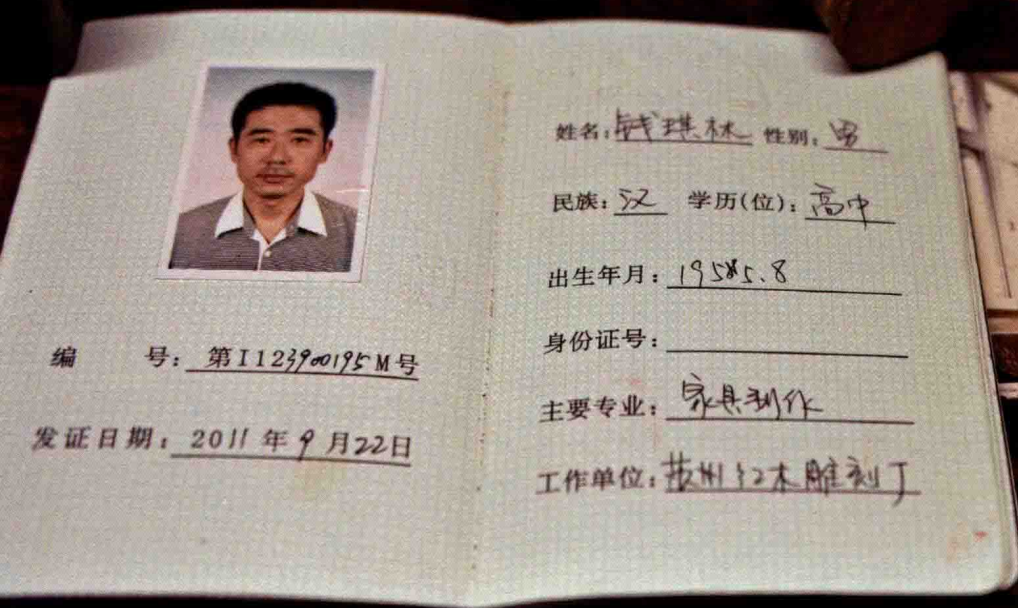 编 号: 第I123900195M号
发证日期: 2011年9月22日
姓名: 钱琪林 性别: 男
民族: 汉 学历(位): 高中
出生年月:
身份证号:
主要专业: 家具制作
工作单位: 苏州红木雕刻厂